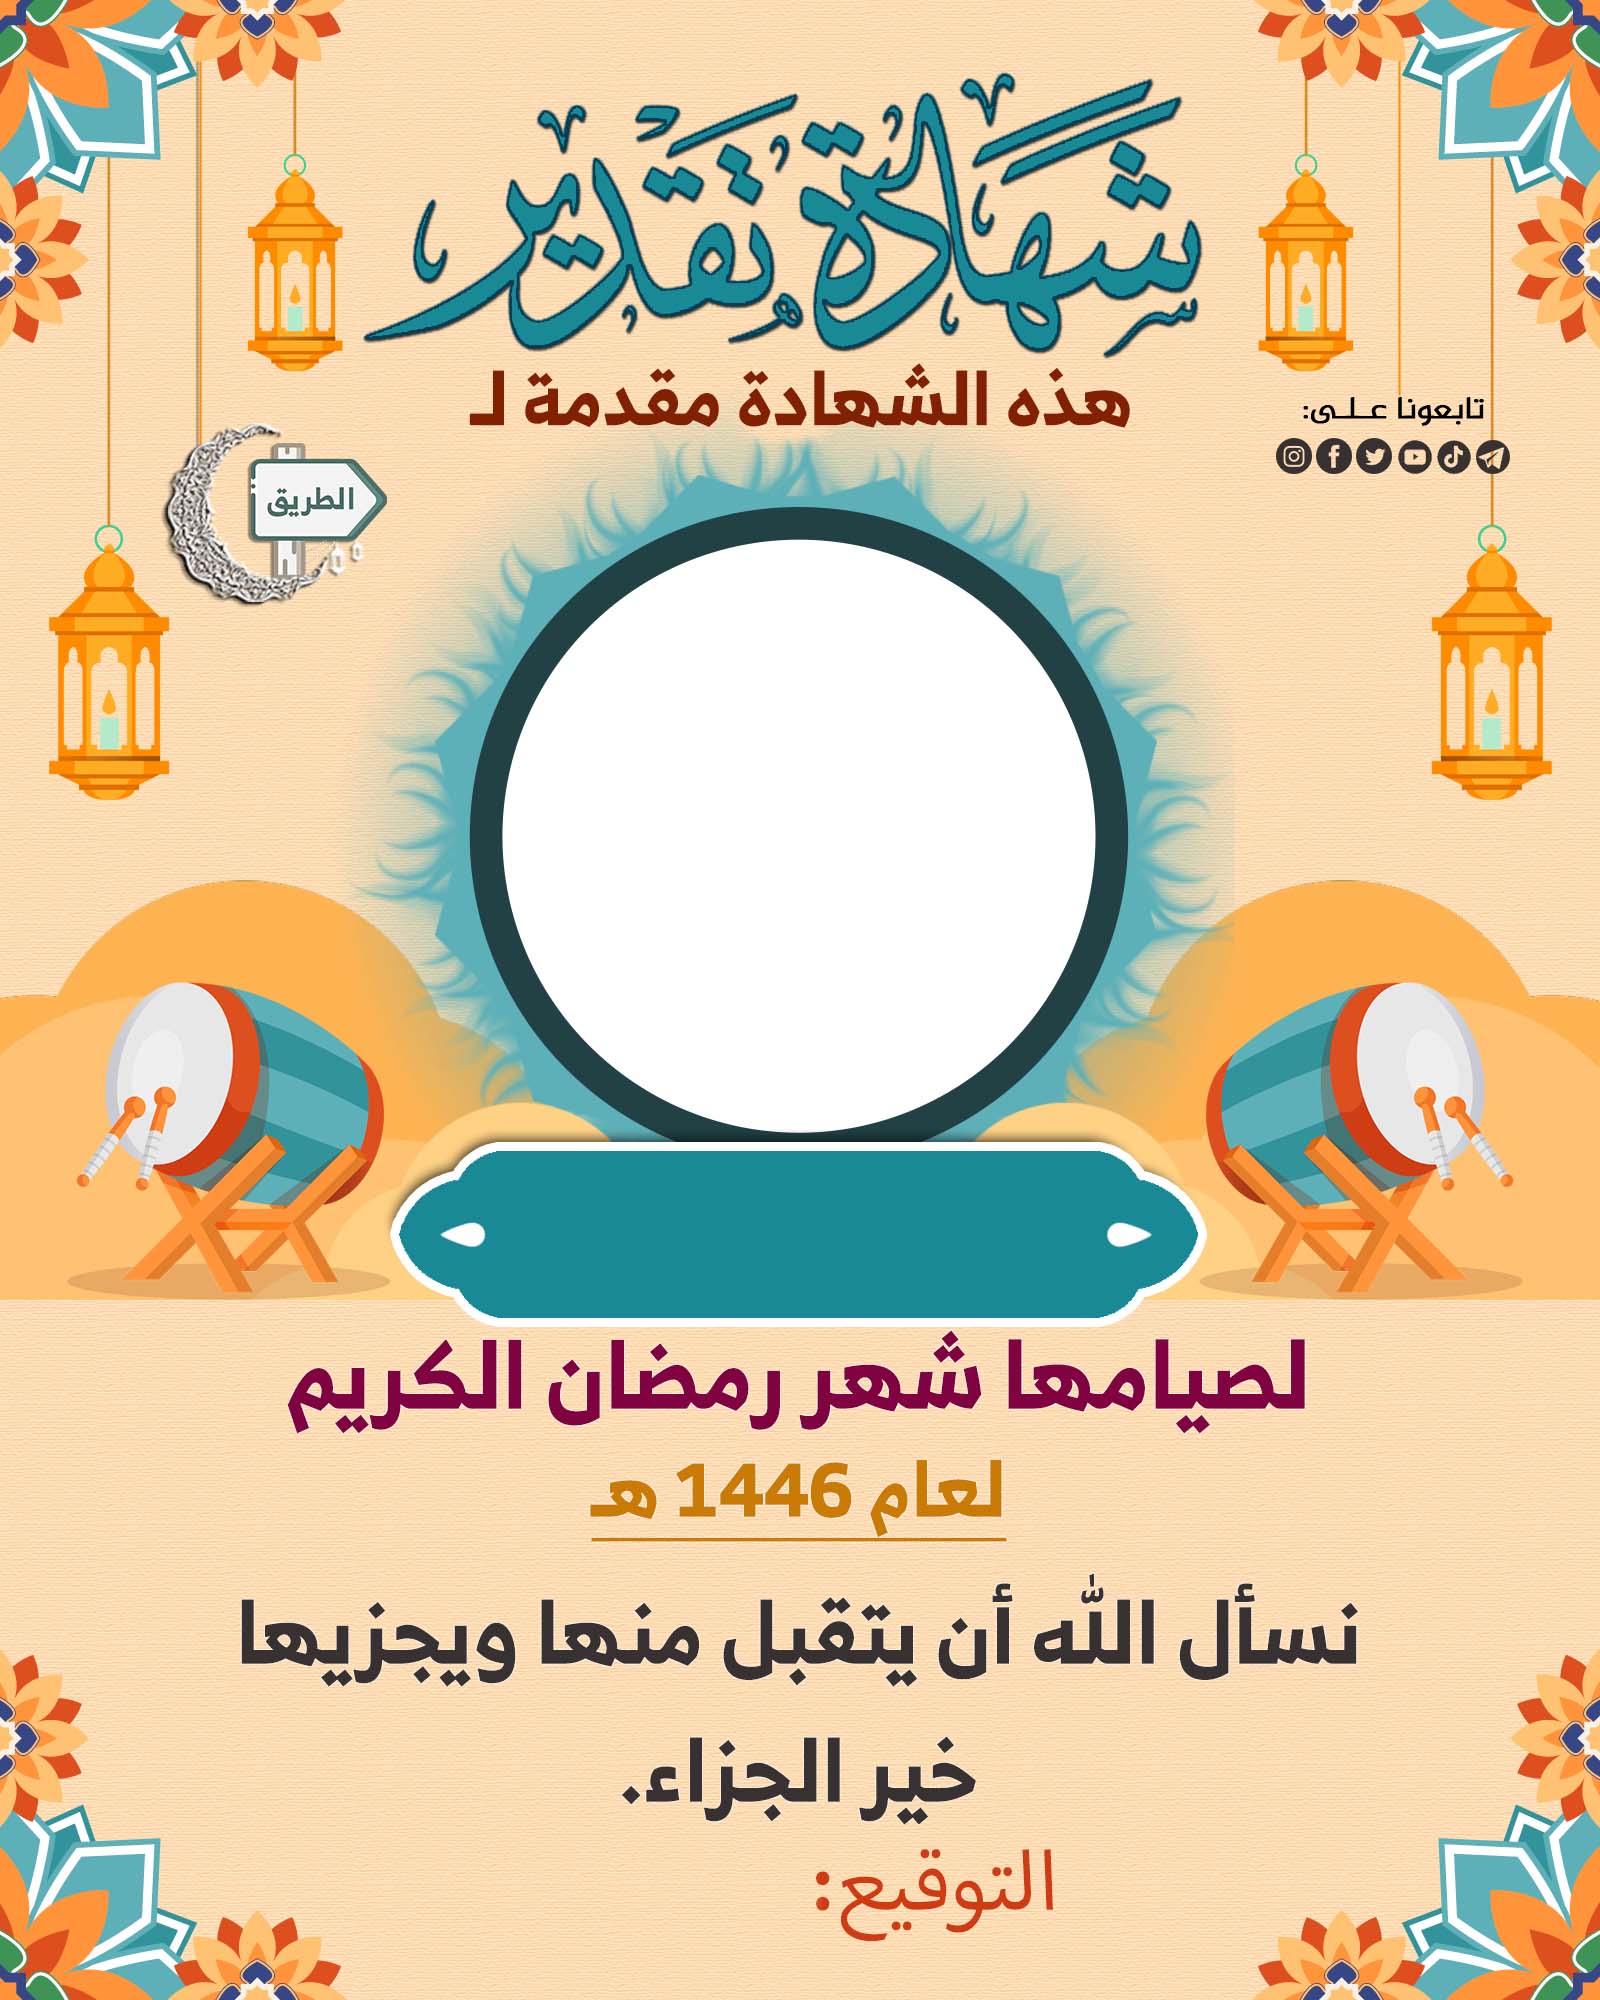 شهادة تقدير
هذه الشهادة مقدمة لـ
تابعونا على:
الطريق
لصيامها شهر رمضان الكريم
لعام 1446 هـ
نسأل الله أن يتقبل منها ويجزيها
خير الجزاء.
التوقيع: